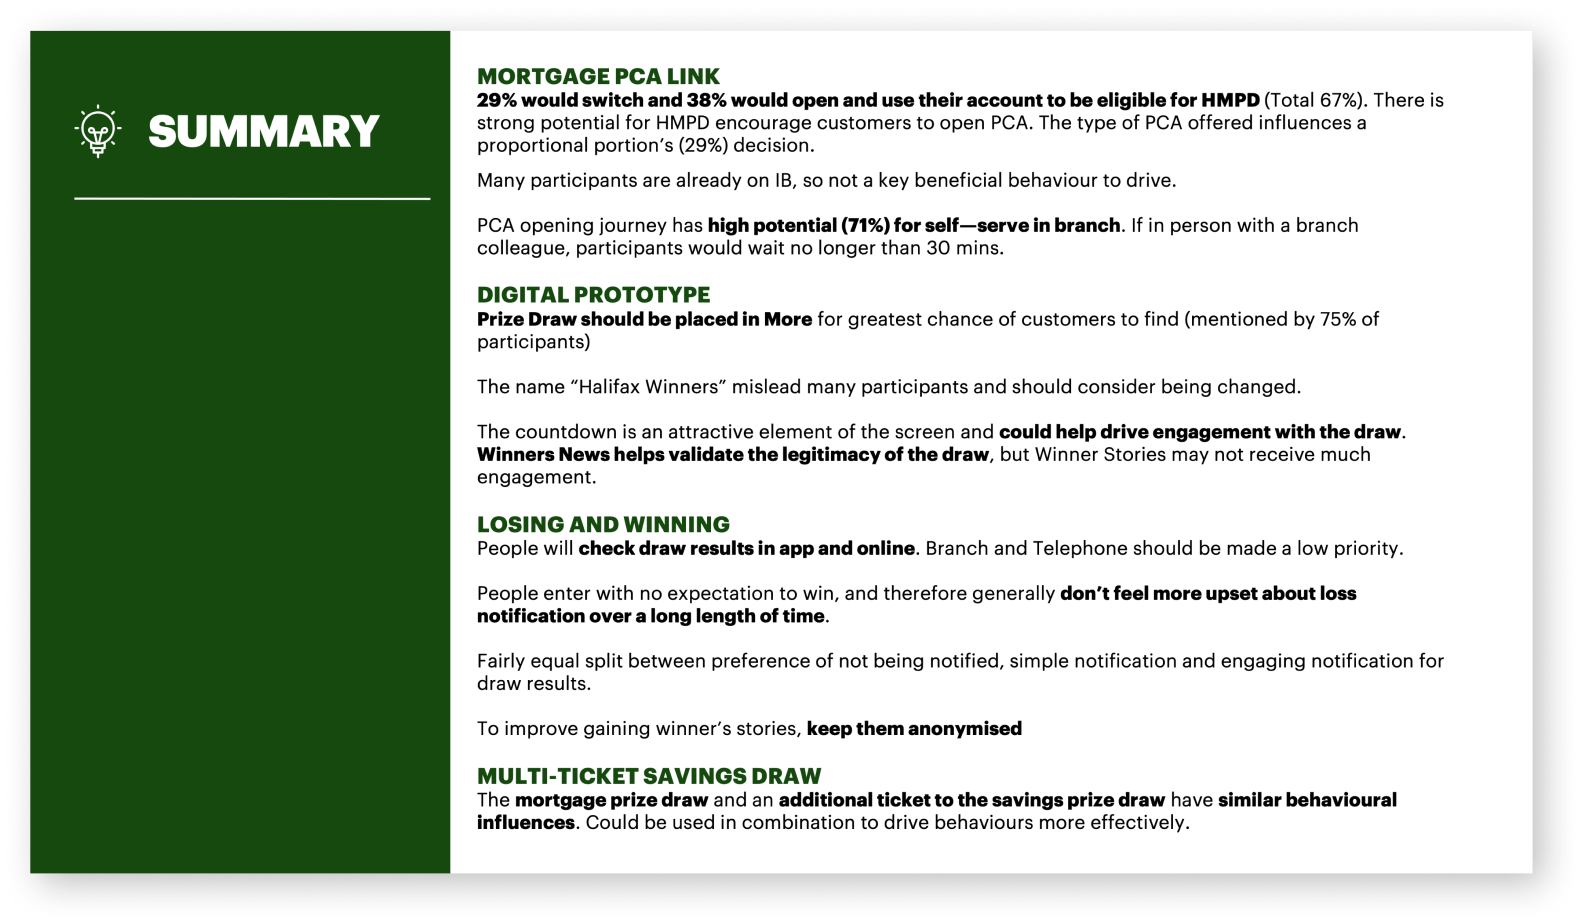 SUMMARY
MORTGAGE PCA LINK
29% would switch and 38% would open and use their account to be eligible for HMPD (Total 67%). There is
strong potential for HMPD encourage customers to open PCA. The type of PCA offered influences a
proportional portion’s (29%) decision.
Many participants are already on IB, so not a key beneficial behaviour to drive.
PCA opening journey has high potential (71%) for self—serve in branch. If in person with a branch
colleague, participants would wait no longer than 30 mins.
DIGITAL PROTOTYPE
Prize Draw should be placed in More for greatest chance of customers to find (mentioned by 75% of
participants)
The name “Halifax Winners” mislead many participants and should consider being changed.
The countdown is an attractive element of the screen and could help drive engagement with the draw.
Winners News helps validate the legitimacy of the draw, but Winner Stories may not receive much
engagement.
LOSING AND WINNING
People will check draw results in app and online. Branch and Telephone should be made a low priority.
People enter with no expectation to win, and therefore generally don’t feel more upset about loss
notification over a long length of time.
Fairly equal split between preference of not being notified, simple notification and engaging notification for
draw results.
To improve gaining winner’s stories, keep them anonymised
MULTI-TICKET SAVINGS DRAW
The mortgage prize draw and an additional ticket to the savings prize draw have similar behavioural
influences. Could be used in combination to drive behaviours more effectively.